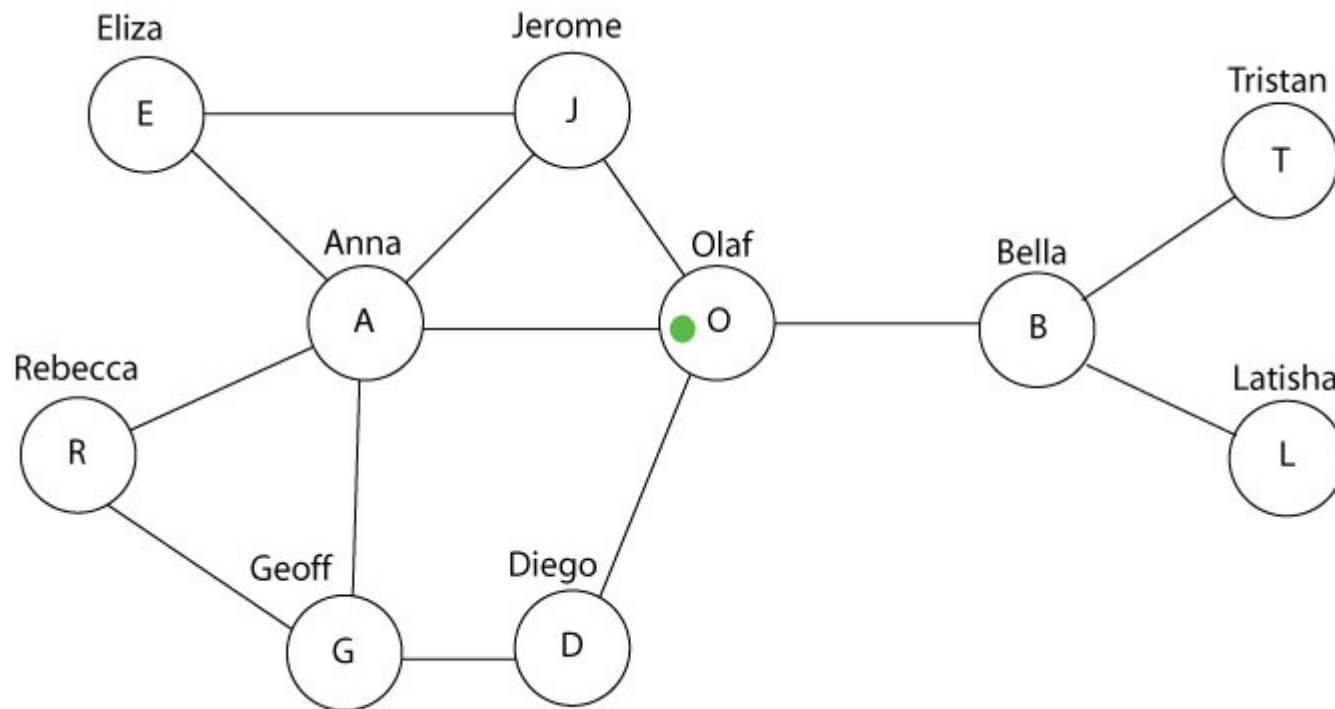 Eliza
Jerome
E
J
Tristan
T
Anna
Olaf
Bella
A
O
B
Rebecca
Latisha
R
L
Geoff
Diego
G
D